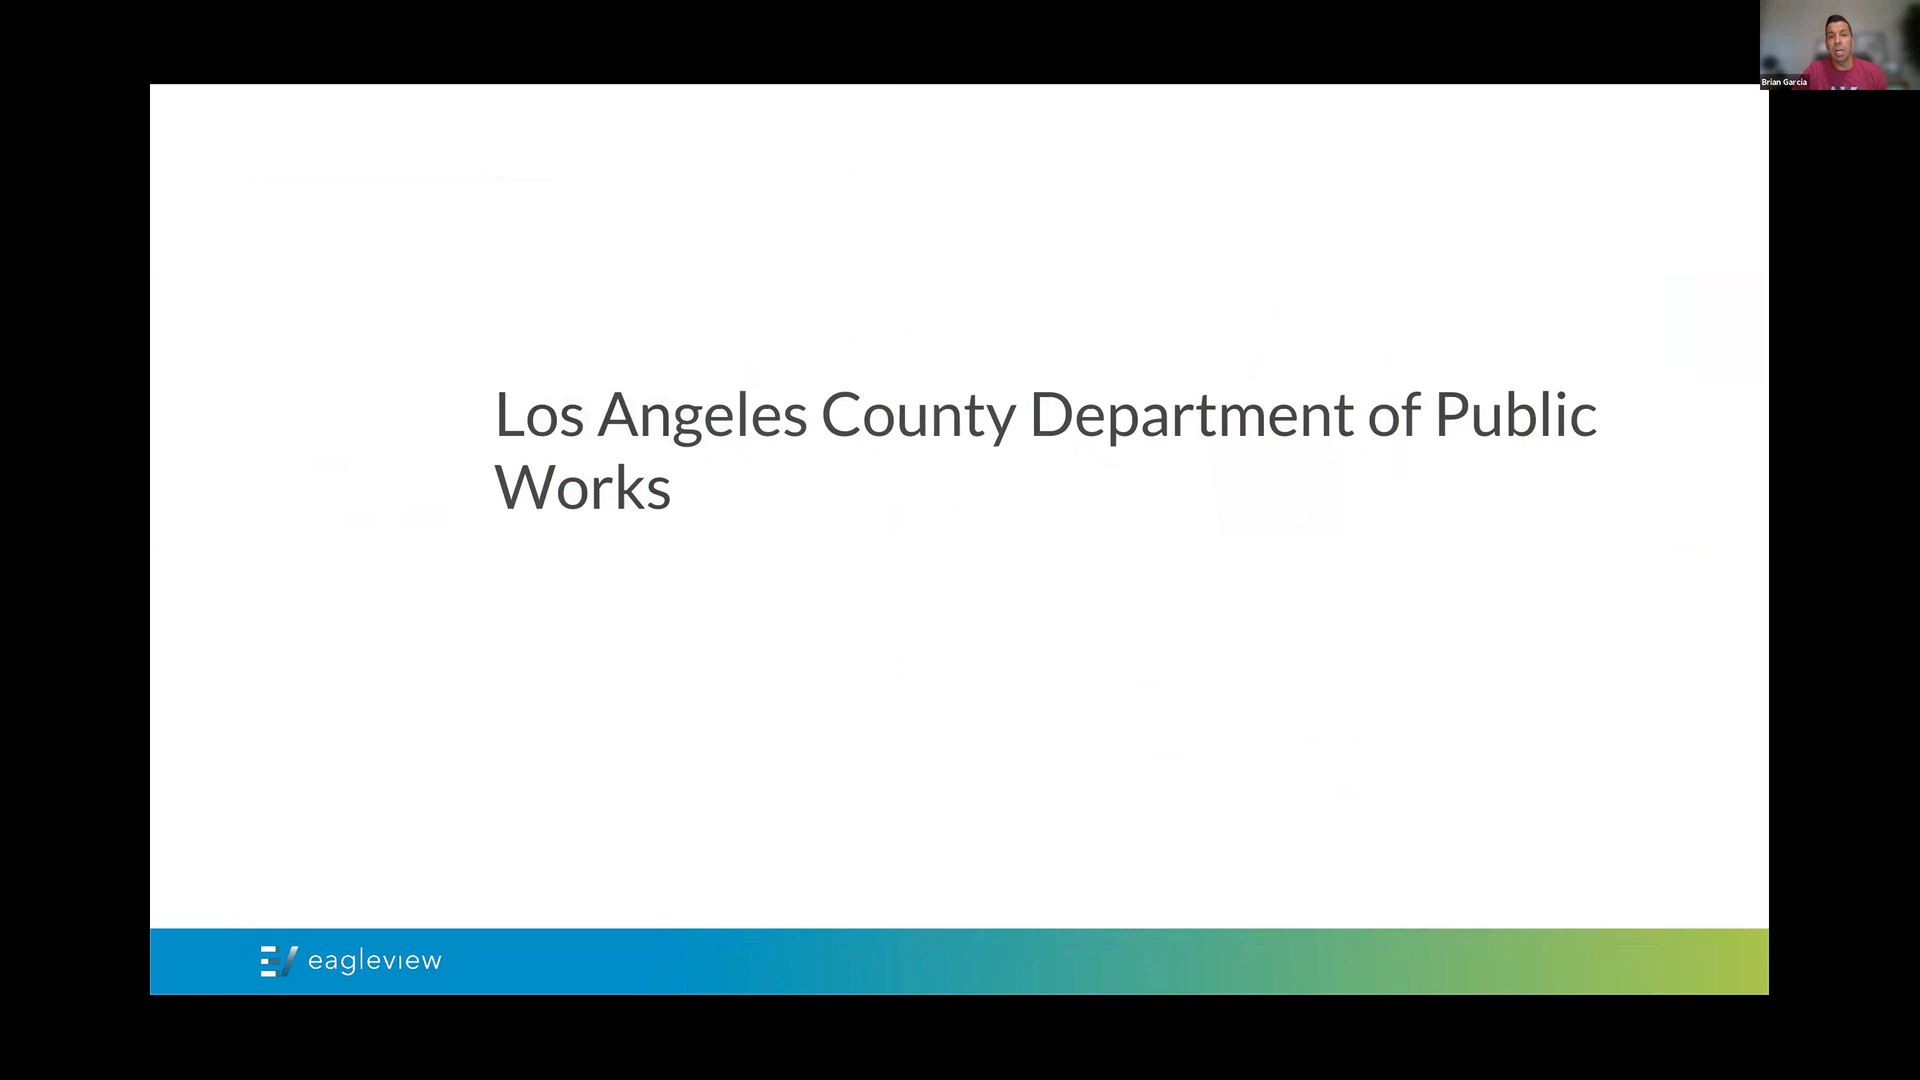 Brian Garcia
Los Angeles County Department of Public
Works
eagleview